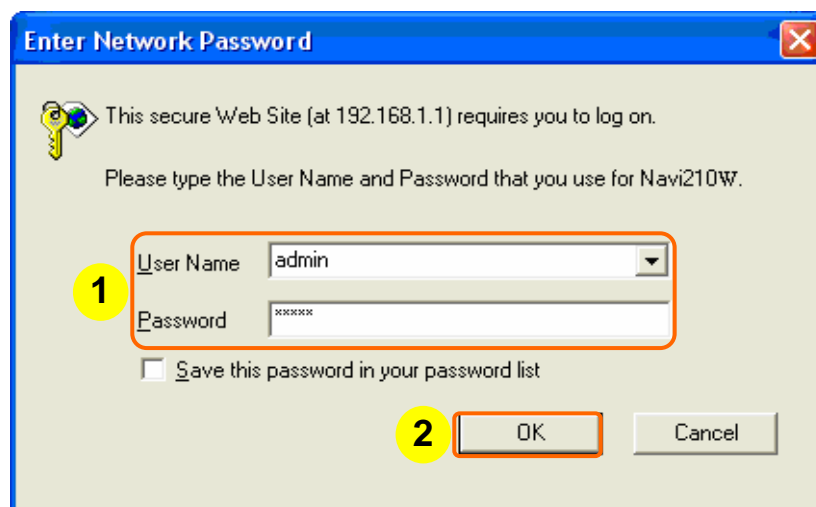 Enter Network Password
This secure Web Site (at 192.168.1.1) requires you to log on.
Please type the User Name and Password that you use for Navi210W.
1
User Name admin
Password xxxxx
Save this password in your password list
2
OK Cancel